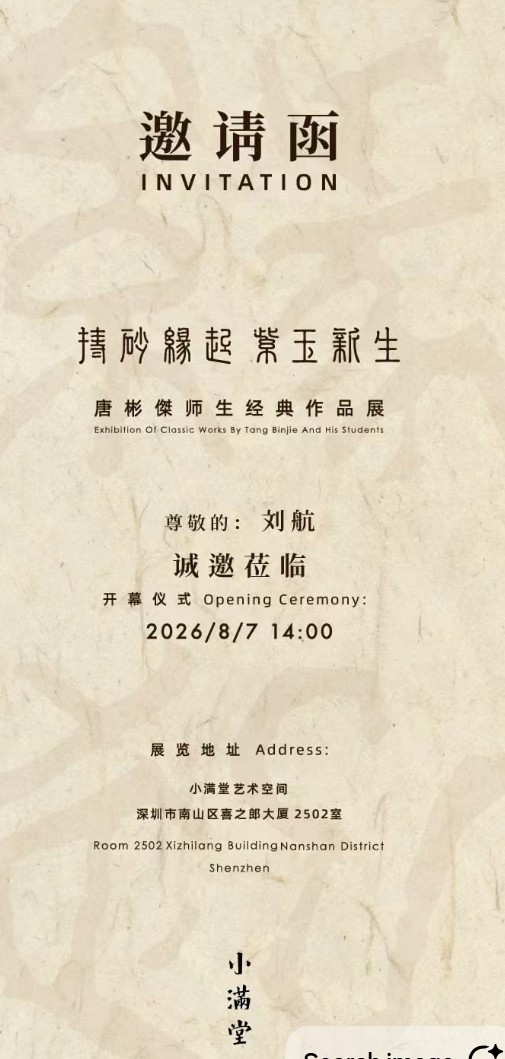 邀请函
INVITATION
持砂緣起 紫玉新生
唐彬傑师生经典作品展
Exhibition Of Classic Works By Tang Binjie And His Students
尊敬的： 刘航
诚邀莅临
开幕仪式 Opening Ceremony:
2026/8/7 14:00
展览地址 Address:
小满堂艺术空间
深圳市南山区喜之郎大厦 2502室
Room 2502 Xizhilang Building Nanshan District
Shenzhen
小
滿
堂
Search image